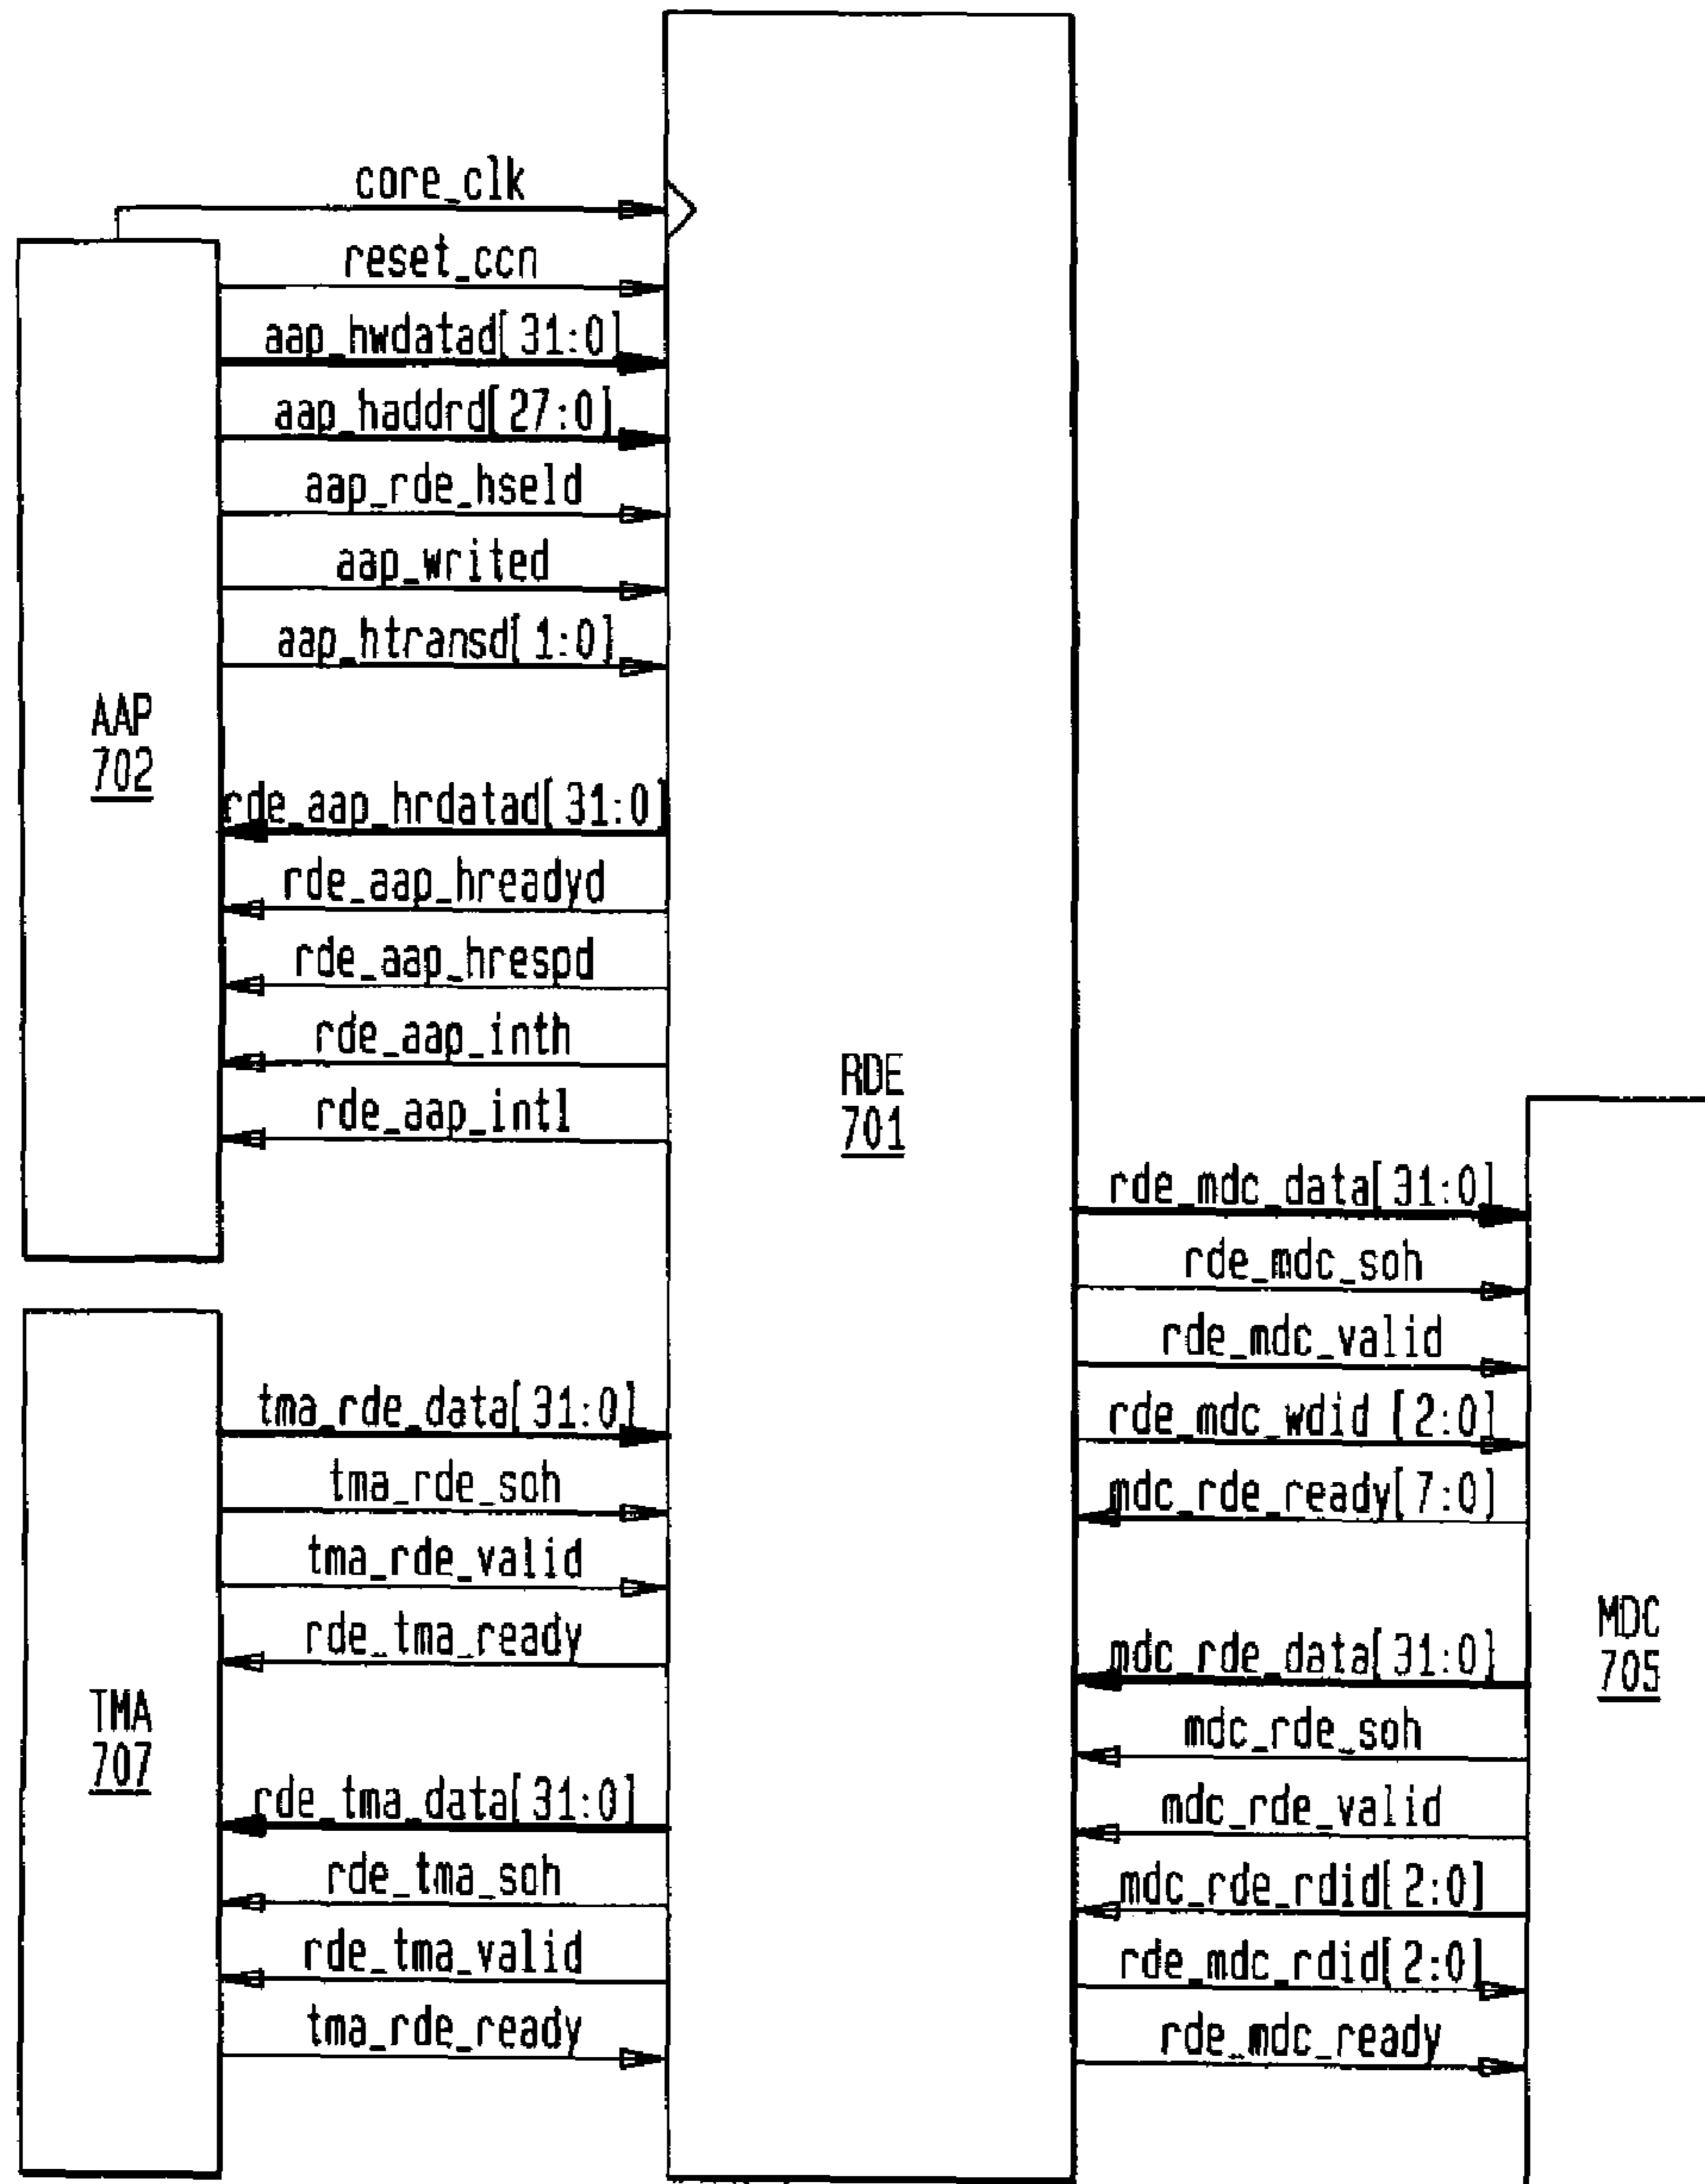 core_clk
reset_ccn
aap_hwdatad[31:0]
aap_haddrd[27:0]
aap_rde_hseld
aap_writed
aap_htransd[1:0]
AAP
702
rde_aap_hrdatad[31:0]
rde_aap_hreadyd
rde_aap_hrespd
rde_aap_inth
rde_aap_intl
RDE
701
rde_mdc_data[31:0]
rde_mdc_soh
rde_mdc_valid
rde_mdc_wdid [2:0]
mdc_rde_ready[7:0]
mdc_rde_data[31:0]
mdc_rde_soh
mdc_rde_valid
mdc_rde_rdid[2:0]
rde_mdc_rdid[2:0]
rde_mdc_ready
MDC
705
tma_rde_data[31:0]
tma_rde_soh
tma_rde_valid
rde_tma_ready
TMA
707
rde_tma_data[31:0]
rde_tma_soh
rde_tma_valid
tma_rde_ready